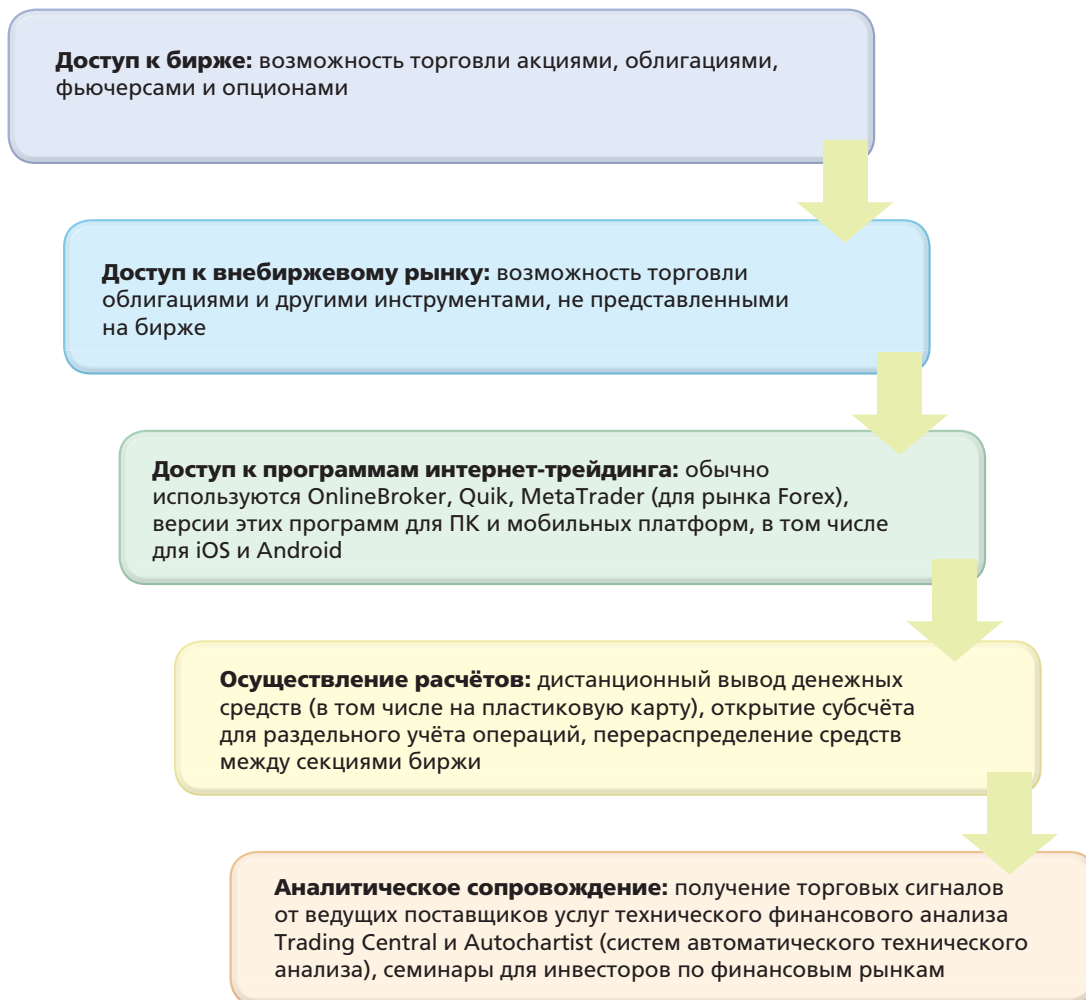 Доступ к бирже: возможность торговли акциями, облигациями,
фьючерсами и опционами
Доступ к внебиржевому рынку: возможность торговли
облигациями и другими инструментами, не представленными
на бирже
Доступ к программам интернет-трейдинга: обычно
используются OnlineBroker, Quik, MetaTrader (для рынка Forex),
версии этих программ для ПК и мобильных платформ, в том числе
для iOS и Android
Осуществление расчётов: дистанционный вывод денежных
средств (в том числе на пластиковую карту), открытие субсчёта
для раздельного учёта операций, перераспределение средств
между секциями биржи
Аналитическое сопровождение: получение торговых сигналов
от ведущих поставщиков услуг технического финансового анализа
Trading Central и Autochartist (систем автоматического технического
анализа), семинары для инвесторов по финансовым рынкам